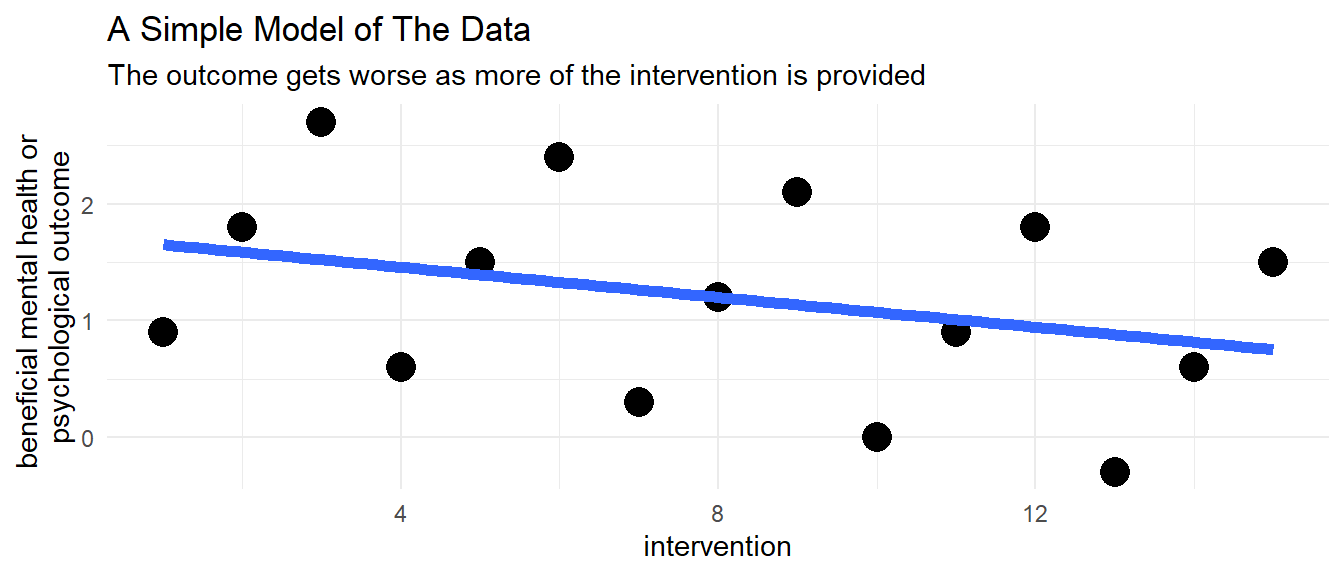 A Simple Model of The Data
The outcome gets worse as more of the intervention is provided
beneficial mental health or
psychological outcome
2
1
0
4 8 12
intervention